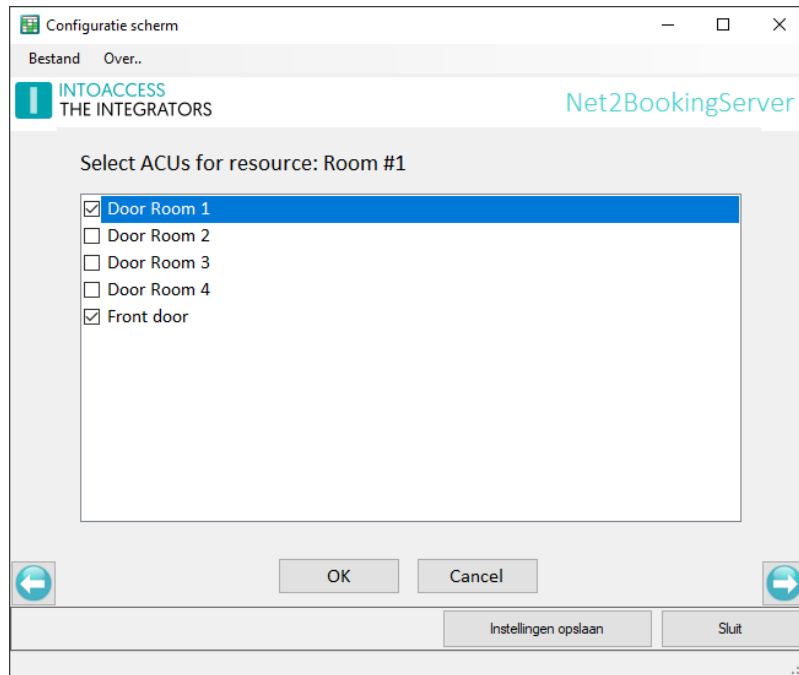 Configuratie scherm
Bestand Over..
INTOACCESS
THE INTEGRATORS
Net2BookingServer
Select ACUs for resource: Room #1
Door Room 1
Door Room 2
Door Room 3
Door Room 4
Front door
OK Cancel
Instellingen opslaan Sluit